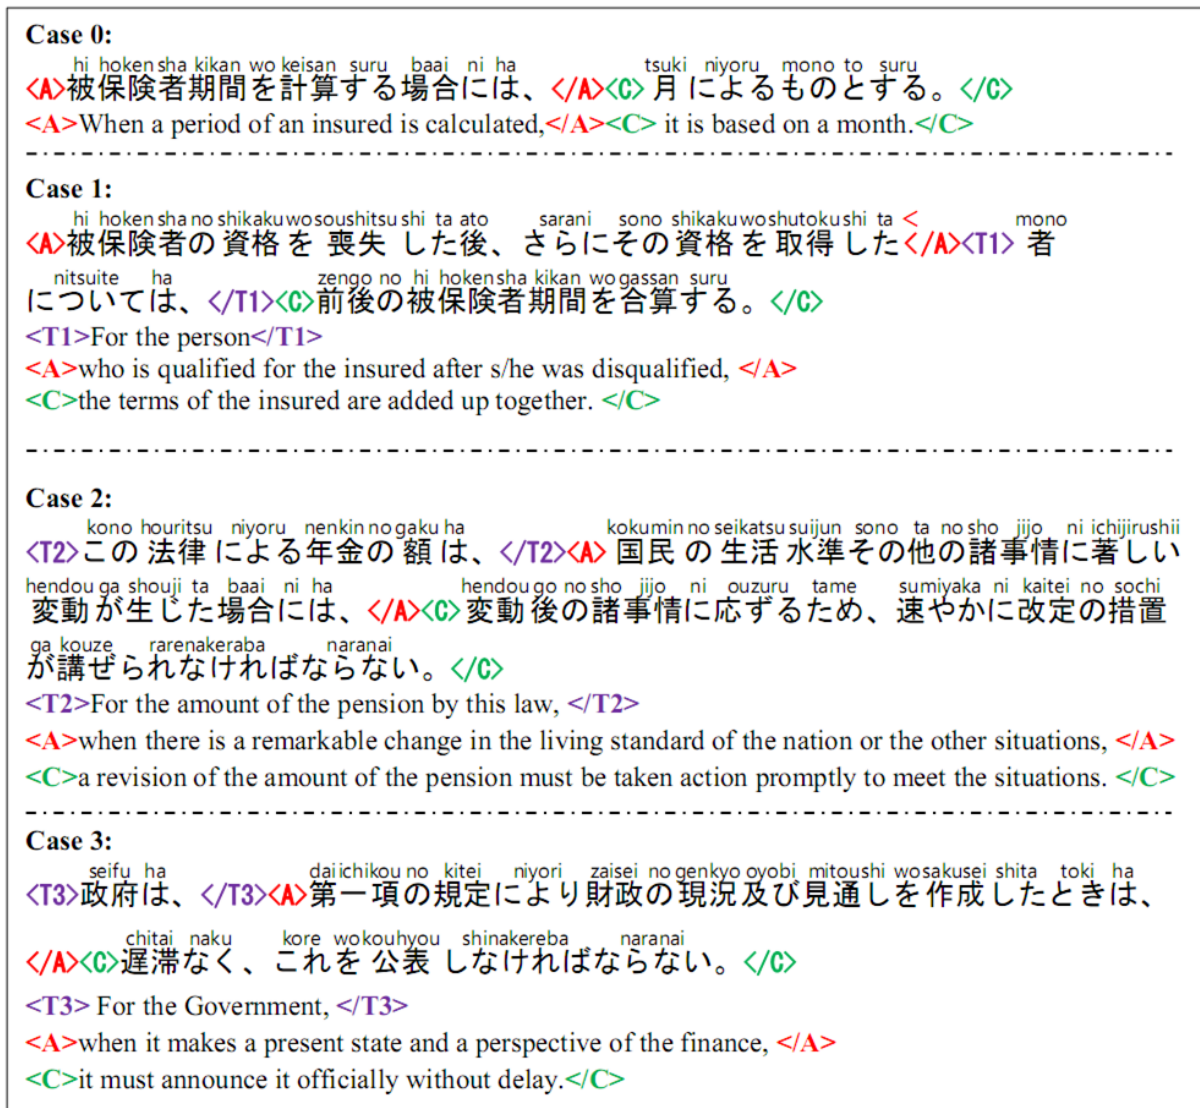 Case 0:
hi hoken sha kikan wo keisan suru baai ni ha tsuki niyoru mono to suru
<A>被保険者期間を計算する場合には、</A><C>月によるものとする。</C>
<A>When a period of an insured is calculated,</A><C> it is based on a month.</C>
Case 1:
hi hoken sha no shikaku wo soushitsu shi ta ato sarani sono shikaku wo shutoku shi ta < mono
<A>被保険者の資格を喪失した後、さらにその資格を取得した</A><T1>者
nitsuite ha zengo no hi hoken sha kikan wo gassan suru
については、</T1><C>前後の被保険者期間を合算する。</C>
<T1>For the person</T1>
<A>who is qualified for the insured after s/he was disqualified, </A>
<C>the terms of the insured are added up together. </C>
Case 2:
kono houritsu niyoru nenkin no gaku ha kokumin no seikatsu suijun sono ta no sho jijo ni ichijirushii
<T2>この法律による年金の額は、</T2><A>国民の生活水準その他の諸事情に著しい
hendou ga shouji ta baai ni ha hendou go no sho jijo ni ouzuru tame sumiyaka ni kaitei no sochi
変動が生じた場合には、</A><C>変動後の諸事情に応ずるため、速やかに改定の措置
ga kouze rarenakeraba naranai
が講ぜられなければならない。</C>
<T2>For the amount of the pension by this law, </T2>
<A>when there is a remarkable change in the living standard of the nation or the other situations, </A>
<C>a revision of the amount of the pension must be taken action promptly to meet the situations. </C>
Case 3:
seifu ha daiichikou no kitei niyori zaisei no genkyo oyobi mitoushi wo sakusei shita toki ha
<T3>政府は、</T3><A>第一項の規定により財政の現況及び見通しを作成したときは、
chitai naku kore wo kouhyou shinakereba naranai
</A><C>遅滞なく、これを公表しなければならない。</C>
<T3> For the Government, </T3>
<A>when it makes a present state and a perspective of the finance, </A>
<C>it must announce it officially without delay.</C>